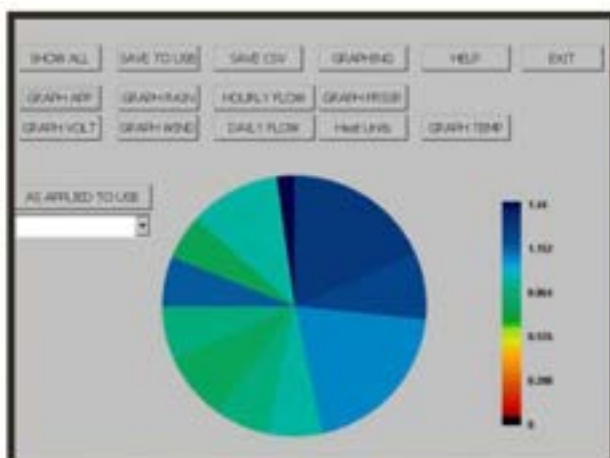 SHOW ALL SAVE TO USB SAVE CSV GRAPHING HELP EXIT
GRAPH APP GRAPH RAIN HOURLY FLOW GRAPH PRSSR
GRAPH VOLT GRAPH WIND DAILY FLOW Heat Units GRAPH TEMP
AS APPLIED TO USB
1.44
1.152
0.864
0.288
0